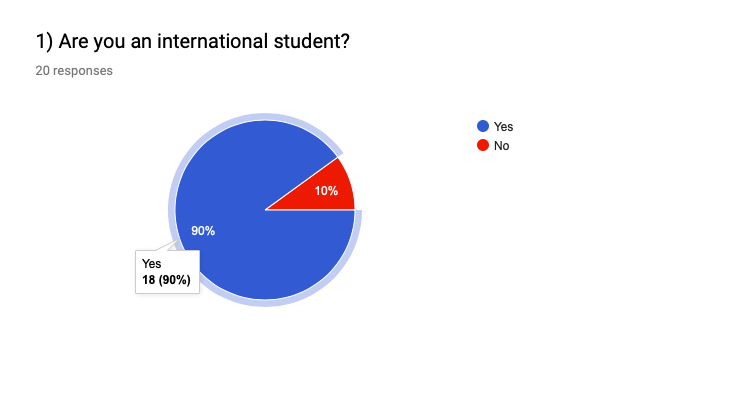 1) Are you an international student?
20 responses
Yes
No
10%
90%
Yes
18 (90%)